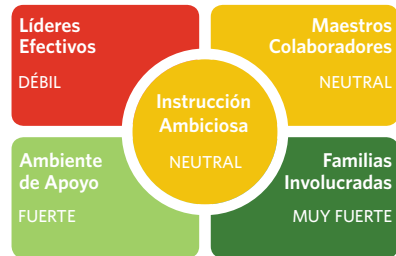 Líderes
Efectivos
DÉBIL
Maestros
Colaboradores
NEUTRAL
Instrucción
Ambiciosa
NEUTRAL
Ambiente
de Apoyo
FUERTE
Familias
Involucradas
MUY FUERTE